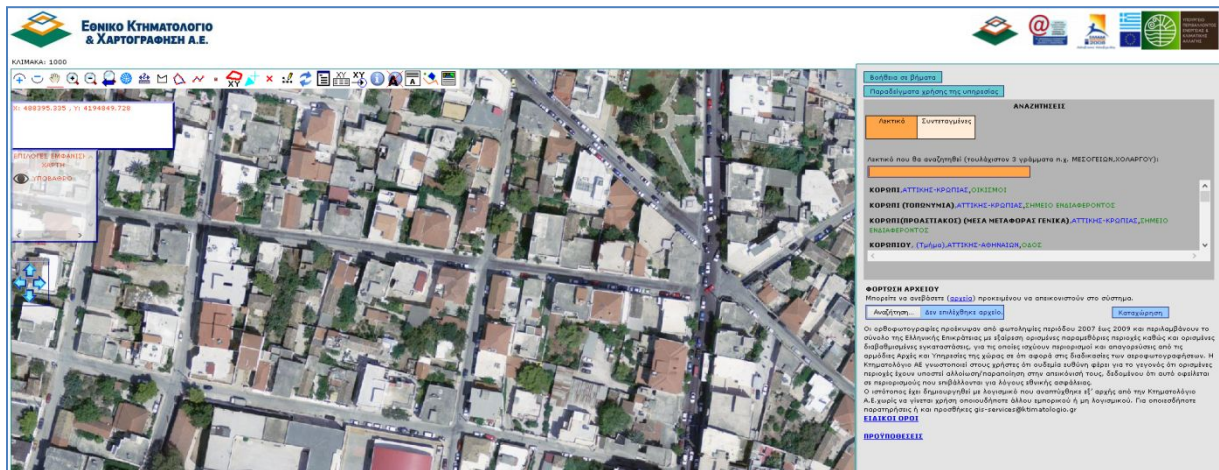 ΕΘΝΙΚΟ ΚΤΗΜΑΤΟΛΟΓΙΟ
& ΧΑΡΤΟΓΡΑΦΗΣΗ Α.Ε.
ΥΠΟΥΡΓΕΙΟ
ΠΕΡΙΒΑΛΛΟΝΤΟΣ
ΕΝΕΡΓΕΙΑΣ &
ΚΛΙΜΑΤΙΚΗΣ
ΑΛΛΑΓΗΣ
ΚΛΙΜΑΚΑ: 1000
X: 488395.335 , Y: 4194849.728
ΕΠΙΛΟΓΕΣ ΕΜΦΑΝΙΣΗ
ΧΑΡΤΗ
ΥΠΟΒΑΘΡΟ
Βοήθεια σε βήματα
Παραδείγματα χρήσης της υπηρεσίας
ΑΝΑΖΗΤΗΣΕΙΣ
Λεκτικό Συντεταγμένες
Λεκτικό που θα αναζητηθεί (τουλάχιστον 3 γράμματα π.χ. ΜΕΣΟΓΕΙΩΝ,ΧΟΛΑΡΓΟΥ):
ΚΟΡΩΠΙ,ΑΤΤΙΚΗΣ-ΚΡΩΠΙΑΣ,ΟΙΚΙΣΜΟΙ
ΚΟΡΩΠΙ (ΤΟΠΩΝΥΜΙΑ),ΑΤΤΙΚΗΣ-ΚΡΩΠΙΑΣ,ΣΗΜΕΙΟ ΕΝΔΙΑΦΕΡΟΝΤΟΣ
ΚΟΡΩΠΙ(ΠΡΟΑΣΤΙΑΚΟΣ) (ΜΕΣΑ ΜΕΤΑΦΟΡΑΣ ΓΕΝΙΚΑ),ΑΤΤΙΚΗΣ-ΚΡΩΠΙΑΣ,ΣΗΜΕΙΟ
ΕΝΔΙΑΦΕΡΟΝΤΟΣ
ΚΟΡΩΠΙΟΥ, (Τμήμα),ΑΤΤΙΚΗΣ-ΑΘΗΝΑΙΩΝ,ΟΔΟΣ
ΦΟΡΤΩΣΗ ΑΡΧΕΙΟΥ
Μπορείτε να ανεβάσετε (αρχεία) προκειμένου να απεικονιστούν στο σύστημα.
Αναζήτηση... Δεν επιλέχθηκε αρχείο. Καταχώρηση
Οι ορθοφωτογραφίες προέκυψαν από φωτοληψίες περιόδου 2007 έως 2009 και περιλαμβάνουν το
σύνολο της Ελληνικής Επικράτειας με εξαίρεση ορισμένες παραμεθόριες περιοχές καθώς και ορισμένες
διαβαθμισμένες εγκαταστάσεις, για τις οποίες ισχύουν περιορισμοί και απαγορεύσεις από τις
αρμόδιες Αρχές και Υπηρεσίες της χώρας σε ότι αφορά στις διαδικασίες των αεροφωτογραφήσεων. Η
Κτηματολόγιο ΑΕ γνωστοποιεί στους χρήστες ότι ουδεμία ευθύνη φέρει για το γεγονός ότι ορισμένες
περιοχές έχουν υποστεί αλλοίωση/παραποίηση στην απεικόνισή τους, δεδομένου ότι αυτό οφείλεται
σε περιορισμούς που επιβάλλονται για λόγους εθνικής ασφάλειας.
Ο ιστότοπος έχει δημιουργηθεί με λογισμικό που αναπτύχθηκε εξ' αρχής από την Κτηματολόγιο
Α.Ε.χωρίς να γίνεται χρήση οποιουδήποτε άλλου εμπορικού ή μη λογισμικού. Για οποιεσδήποτε
παρατηρήσεις ή και προσθήκες gis-services@ktimatologio.gr
ΕΙΔΙΚΟΙ ΟΡΟΙ
ΠΡΟΫΠΟΘΕΣΕΙΣ